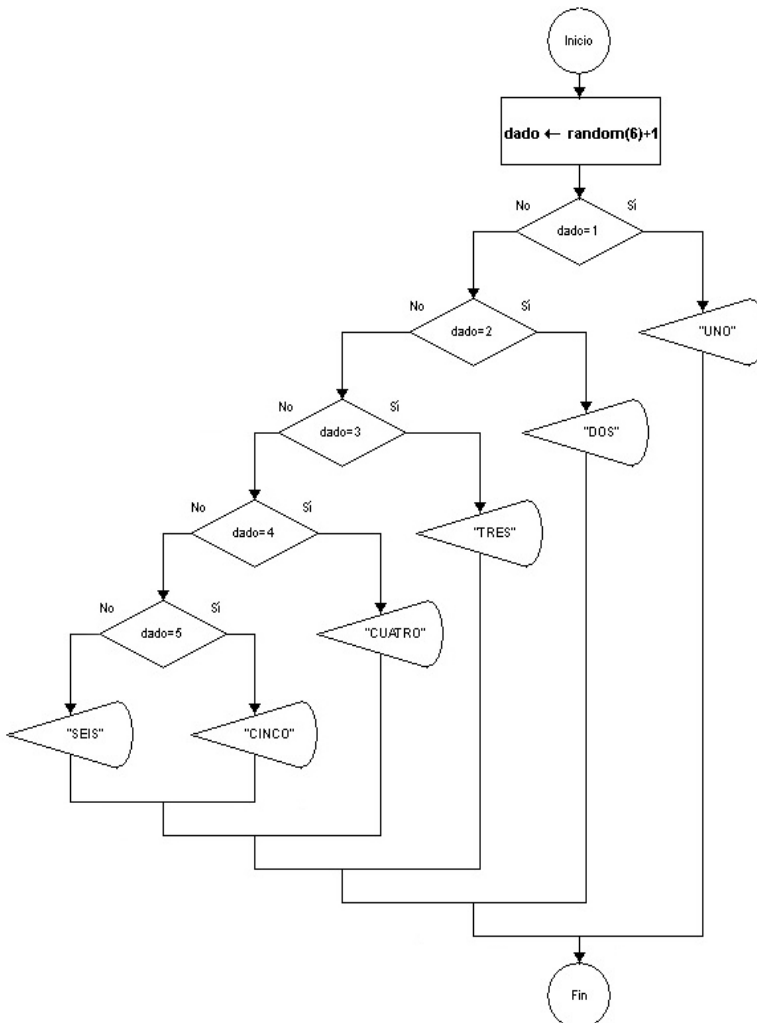 Inicio
dado ← random(6)+1
No
Sí
dado=1
No
Sí
dado=2
"UNO"
No
Sí
dado=3
"DOS"
No
Sí
dado=4
"TRES"
No
Sí
dado=5
"CUATRO"
"SEIS"
"CINCO"
Fin